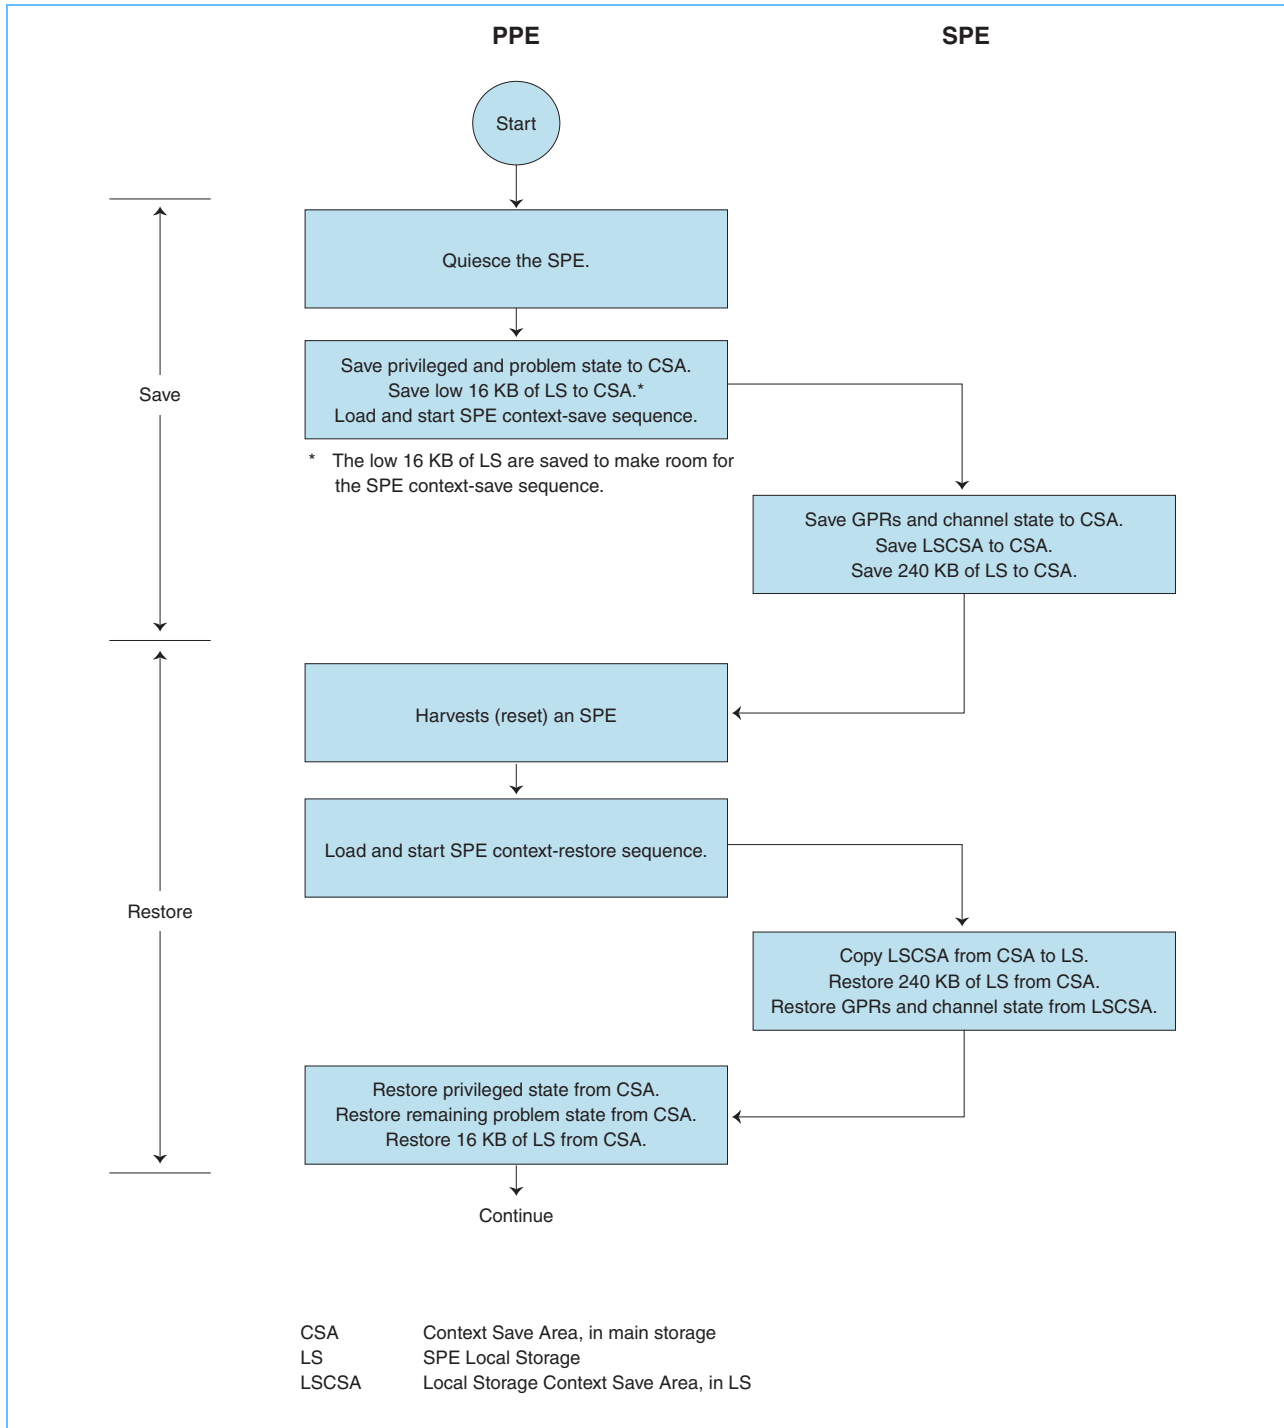 PPE
SPE
Start
Quiesce the SPE.
Save privileged and problem state to CSA.
Save low 16 KB of LS to CSA.*
Load and start SPE context-save sequence.
Save
* The low 16 KB of LS are saved to make room for
the SPE context-save sequence.
Save GPRs and channel state to CSA.
Save LSCSA to CSA.
Save 240 KB of LS to CSA.
Harvests (reset) an SPE
Load and start SPE context-restore sequence.
Restore
Copy LSCSA from CSA to LS.
Restore 240 KB of LS from CSA.
Restore GPRs and channel state from LSCSA.
Restore privileged state from CSA.
Restore remaining problem state from CSA.
Restore 16 KB of LS from CSA.
Continue
CSA Context Save Area, in main storage
LS SPE Local Storage
LSCSA Local Storage Context Save Area, in LS